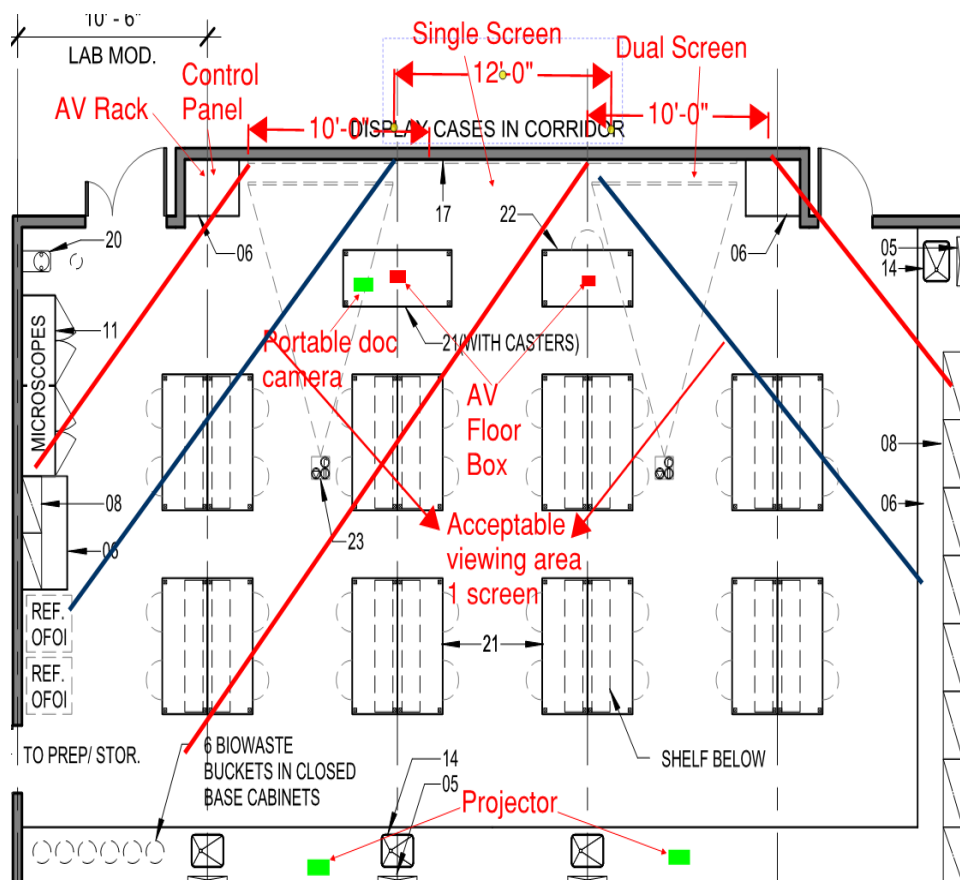 10' - 6"
LAB MOD.
Single Screen
Dual Screen
12'-0"
Control
Panel
AV Rack
10'-0"
10'-0"
DISPLAY CASES IN CORRIDOR
17
22
20
06
06
05
14
11
MICROSCOPES
21(WITH CASTERS)
Portable doc
camera
AV
Floor
Box
08
08
06
23
06
Acceptable
viewing area
1 screen
REF.
OFOI
REF.
OFOI
21
TO PREP/ STOR.
6 BIOWASTE
BUCKETS IN CLOSED
BASE CABINETS
SHELF BELOW
14
05
Projector